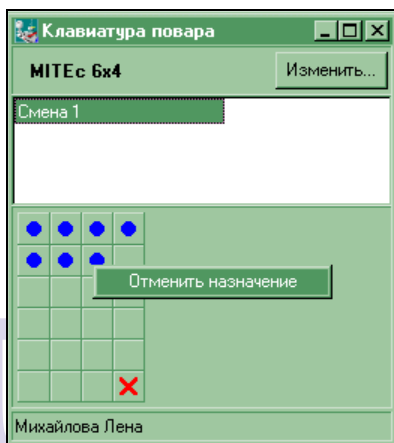 Клавиатура повара
MITEc 6x4
Изменить...
Смена 1
Отменить назначение
Михайлова Лена